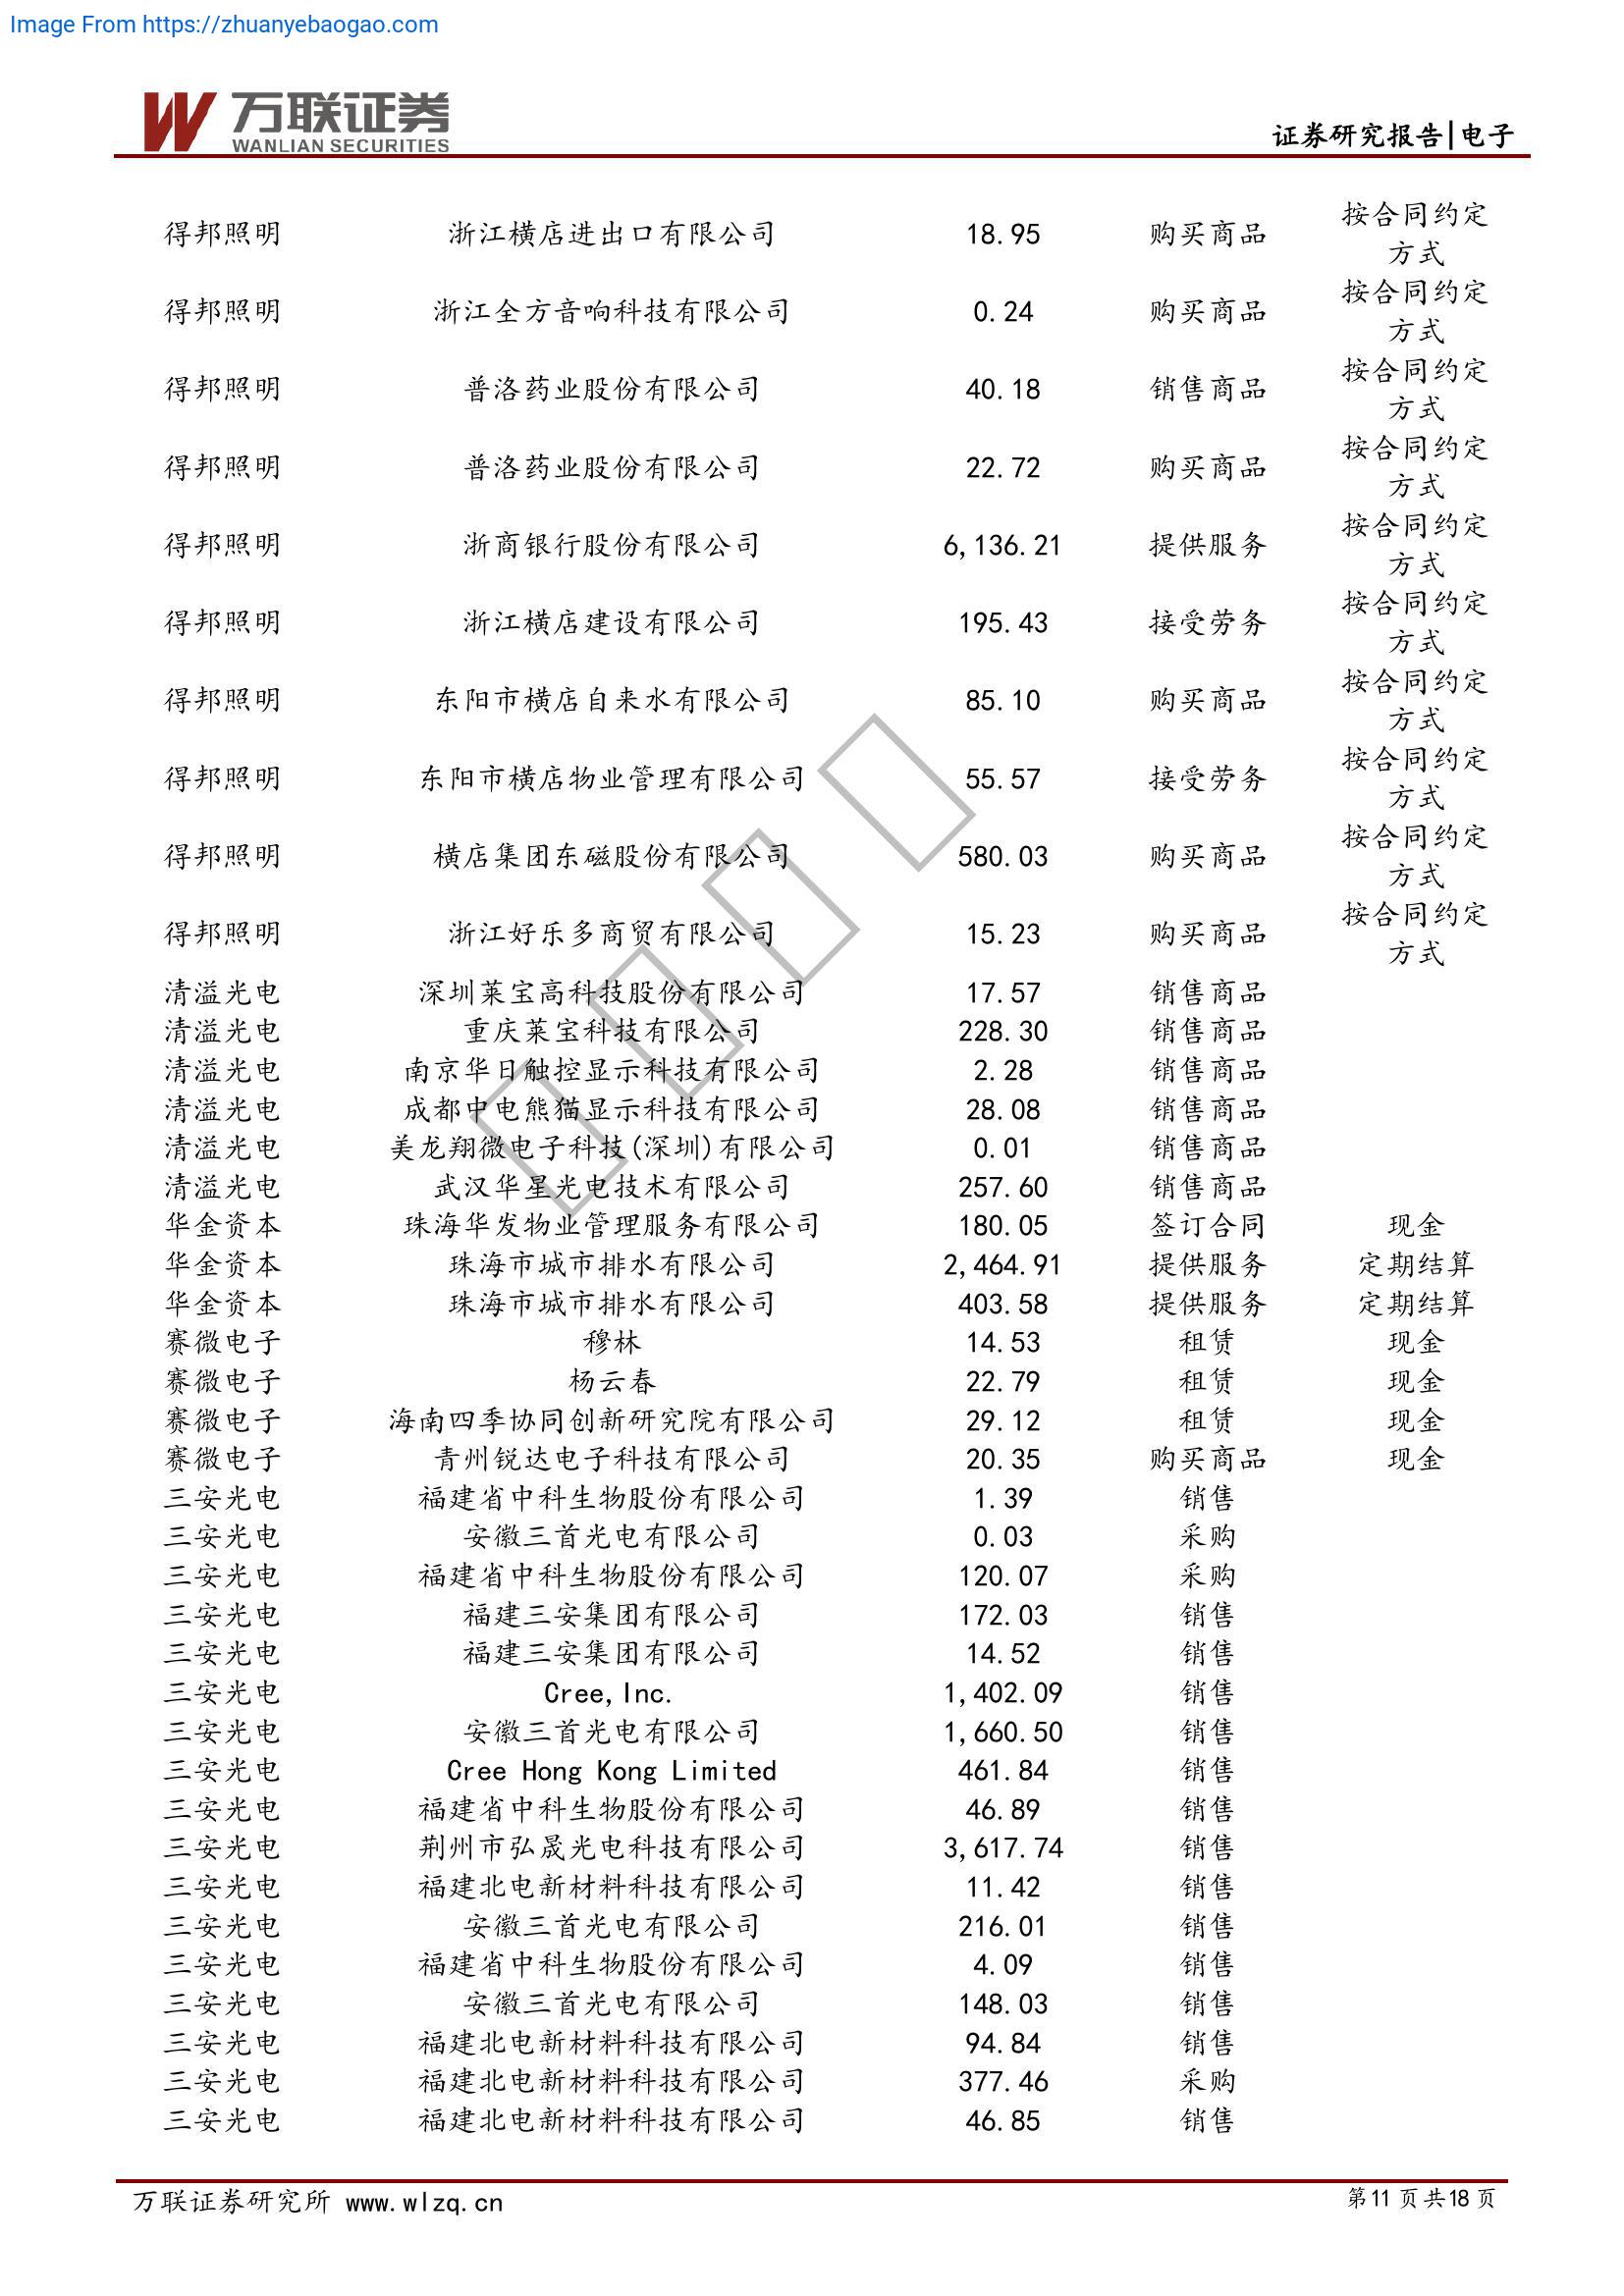 Image From https://zhuanyebaogao.com
万联证券
WANLIAN SECURITIES
证券研究报告|电子
得邦照明 浙江横店进出口有限公司 18.95 购买商品 按合同约定
方式
得邦照明 浙江全方音响科技有限公司 0.24 购买商品 按合同约定
方式
得邦照明 普洛药业股份有限公司 40.18 销售商品 按合同约定
方式
得邦照明 普洛药业股份有限公司 22.72 购买商品 按合同约定
方式
得邦照明 浙商银行股份有限公司 6,136.21 提供服务 按合同约定
方式
得邦照明 浙江横店建设有限公司 195.43 接受劳务 按合同约定
方式
得邦照明 东阳市横店自来水有限公司 85.10 购买商品 按合同约定
方式
得邦照明 东阳市横店物业管理有限公司 55.57 接受劳务 按合同约定
方式
得邦照明 横店集团东磁股份有限公司 580.03 购买商品 按合同约定
方式
得邦照明 浙江好乐多商贸有限公司 15.23 购买商品 按合同约定
方式
清溢光电 深圳莱宝高科技股份有限公司 17.57 销售商品
清溢光电 重庆莱宝科技有限公司 228.30 销售商品
清溢光电 南京华日触控显示科技有限公司 2.28 销售商品
清溢光电 成都中电熊猫显示科技有限公司 28.08 销售商品
清溢光电 美龙翔微电子科技(深圳)有限公司 0.01 销售商品
清溢光电 武汉华星光电技术有限公司 257.60 销售商品
华金资本 珠海华发物业管理服务有限公司 180.05 签订合同 现金
华金资本 珠海市城市排水有限公司 2,464.91 提供服务 定期结算
华金资本 珠海市城市排水有限公司 403.58 提供服务 定期结算
赛微电子 穆林 14.53 租赁 现金
赛微电子 杨云春 22.79 租赁 现金
赛微电子 海南四季协同创新研究院有限公司 29.12 租赁 现金
赛微电子 青州锐达电子科技有限公司 20.35 购买商品 现金
三安光电 福建省中科生物股份有限公司 1.39 销售
三安光电 安徽三首光电有限公司 0.03 采购
三安光电 福建省中科生物股份有限公司 120.07 采购
三安光电 福建三安集团有限公司 172.03 销售
三安光电 福建三安集团有限公司 14.52 销售
三安光电 Cree,Inc. 1,402.09 销售
三安光电 安徽三首光电有限公司 1,660.50 销售
三安光电 Cree Hong Kong Limited 461.84 销售
三安光电 福建省中科生物股份有限公司 46.89 销售
三安光电 荆州市弘晟光电科技有限公司 3,617.74 销售
三安光电 福建北电新材料科技有限公司 11.42 销售
三安光电 安徽三首光电有限公司 216.01 销售
三安光电 福建省中科生物股份有限公司 4.09 销售
三安光电 安徽三首光电有限公司 148.03 销售
三安光电 福建北电新材料科技有限公司 94.84 销售
三安光电 福建北电新材料科技有限公司 377.46 采购
三安光电 福建北电新材料科技有限公司 46.85 销售
万联证券研究所 www.wlzq.cn
第11 页 共18 页